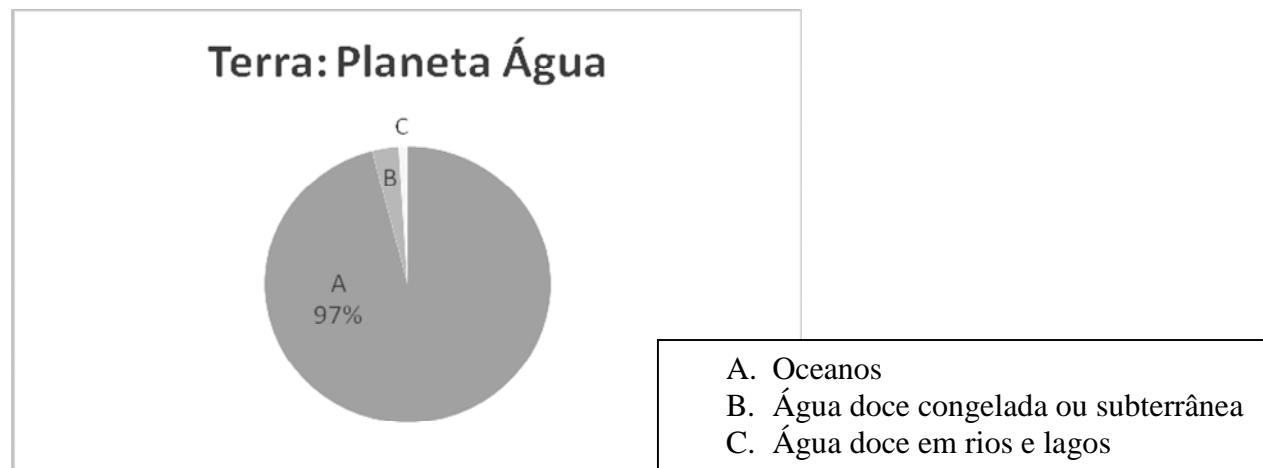 Terra: Planeta Água
C
B
A
97%
A. Oceanos
B. Água doce congelada ou subterrânea
C. Água doce em rios e lagos